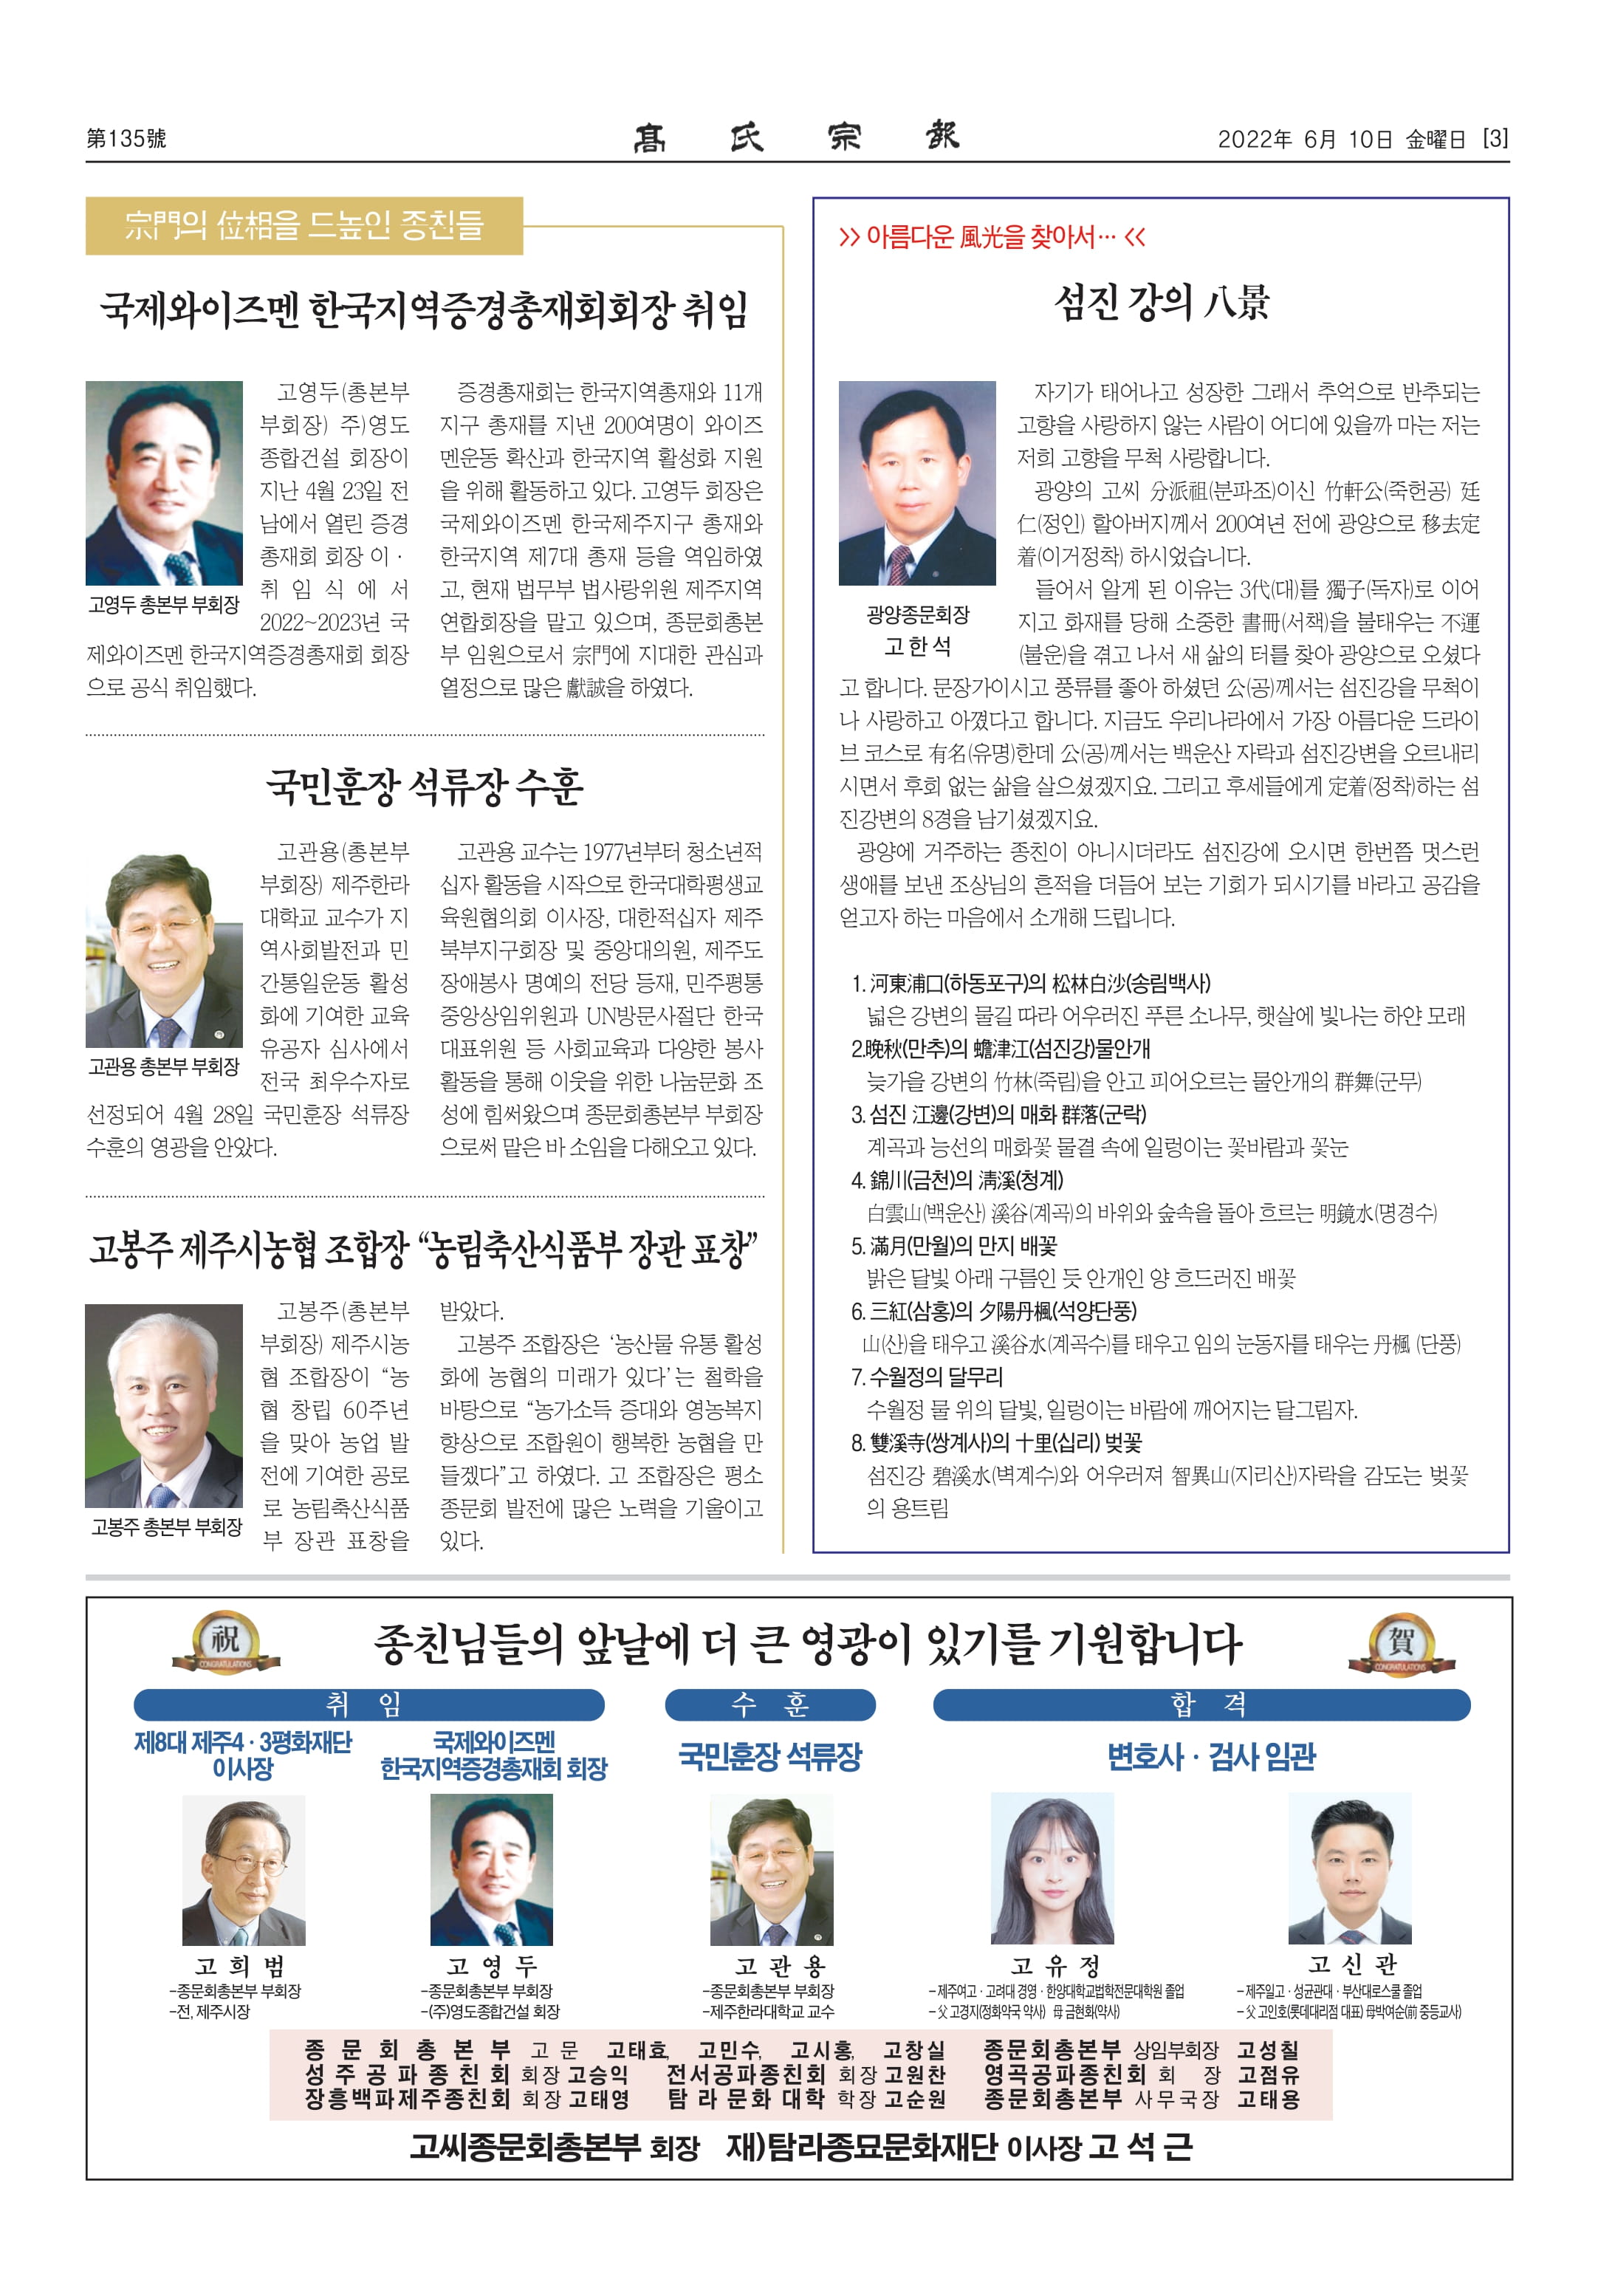 第135號
髙氏宗報
2022年 6月 10日 金曜日 [3]
宗門의 位相을 드높인 종친들
국제와이즈멘 한국지역증경총재회회장 취임
고영두 총본부 부회장
고영두(총본부
부회장) 주)영도
종합건설 회장이
지난 4월 23일 전
남에서 열린 증경
총재회 회장 이·
취임식에서
2022~2023년 국
제와이즈멘 한국지역증경총재회 회장
으로 공식 취임했다.
증경총재회는 한국지역총재와 11개
지구 총재를 지낸 200여명이 와이즈
멘운동 확산과 한국지역 활성화 지원
을 위해 활동하고 있다. 고영두 회장은
국제와이즈멘 한국제주지구 총재와
한국지역 제7대 총재 등을 역임하였
고, 현재 법무부 법사랑위원 제주지역
연합회장을 맡고 있으며, 종문회총본
부 임원으로서 宗門에 지대한 관심과
열정으로 많은 獻誠을 하였다.
국민훈장 석류장 수훈
고관용 총본부 부회장
고관용(총본부
부회장) 제주한라
대학교 교수가 지
역사회발전과 민
간통일운동 활성
화에 기여한 교육
유공자 심사에서
전국 최우수자로
선정되어 4월 28일 국민훈장 석류장
수훈의 영광을 안았다.
고관용 교수는 1977년부터 청소년적
십자 활동을 시작으로 한국대학평생교
육원협의회 이사장, 대한적십자 제주
북부지구회장 및 중앙대의원, 제주도
장애봉사 명예의 전당 등재, 민주평통
중앙상임위원과 UN방문사절단 한국
대표위원 등 사회교육과 다양한 봉사
활동을 통해 이웃을 위한 나눔문화 조
성에 힘써왔으며 종문회총본부 부회장
으로써 맡은 바 소임을 다해오고 있다.
고봉주 제주시농협 조합장 “농림축산식품부 장관 표창”
고봉주 총본부 부회장
고봉주(총본부
부회장) 제주시농
협 조합장이 “농
협 창립 60주년
을 맞아 농업 발
전에 기여한 공로
로 농림축산식품
부 장관 표창을
받았다.
고봉주 조합장은 ‘농산물 유통 활성
화에 농협의 미래가 있다’는 철학을
바탕으로 “농가소득 증대와 영농복지
향상으로 조합원이 행복한 농협을 만
들겠다”고 하였다. 고 조합장은 평소
종문회 발전에 많은 노력을 기울이고
있다.
>> 아름다운 風光을 찾아서… <<
섬진 강의 八景
광양종문회장
고 한 석
자기가 태어나고 성장한 그래서 추억으로 반추되는
고향을 사랑하지 않는 사람이 어디에 있을까 마는 저는
저희 고향을 무척 사랑합니다.
광양의 고씨 分派祖(분파조)이신 竹軒公(죽헌공) 廷
仁(정인) 할아버지께서 200여년 전에 광양으로 移去定
着(이거정착) 하시었습니다.
들어서 알게 된 이유는 3代(대)를 獨子(독자)로 이어
지고 화재를 당해 소중한 書冊(서책)을 불태우는 不運
(불운)을 겪고 나서 새 삶의 터를 찾아 광양으로 오셨다
고 합니다. 문장가이시고 풍류를 좋아 하셨던 公(공)께서는 섬진강을 무척이
나 사랑하고 아꼈다고 합니다. 지금도 우리나라에서 가장 아름다운 드라이
브 코스로 有名(유명)한데 公(공)께서는 백운산 자락과 섬진강변을 오르내리
시면서 후회 없는 삶을 살으셨겠지요. 그리고 후세들에게 定着(정착)하는 섬
진강변의 8경을 남기셨겠지요.
광양에 거주하는 종친이 아니시더라도 섬진강에 오시면 한번쯤 멋스런
생애를 보낸 조상님의 흔적을 더듬어 보는 기회가 되시기를 바라고 공감을
얻고자 하는 마음에서 소개해 드립니다.
1. 河東浦口(하동포구)의 松林白沙(송림백사)
넓은 강변의 물길 따라 어우러진 푸른 소나무, 햇살에 빛나는 하얀 모래
2.晩秋(만추)의 蟾津江(섬진강)물안개
늦가을 강변의 竹林(죽림)을 안고 피어오르는 물안개의 群舞(군무)
3. 섬진 江邊(강변)의 매화 群落(군락)
계곡과 능선의 매화꽃 물결 속에 일렁이는 꽃바람과 꽃눈
4. 錦川(금천)의 淸溪(청계)
白雲山(백운산) 溪谷(계곡)의 바위와 숲속을 돌아 흐르는 明鏡水(명경수)
5. 滿月(만월)의 만지 배꽃
밝은 달빛 아래 구름인 듯 안개인 양 흐드러진 배꽃
6. 三紅(삼홍)의 夕陽丹楓(석양단풍)
山(산)을 태우고 溪谷水(계곡수)를 태우고 임의 눈동자를 태우는 丹楓 (단풍)
7. 수월정의 달무리
수월정 물 위의 달빛, 일렁이는 바람에 깨어지는 달그림자.
8. 雙溪寺(쌍계사)의 十里(십리) 벚꽃
섬진강 碧溪水(벽계수)와 어우러져 智異山(지리산)자락을 감도는 벚꽃
의 용트림
祝
CONGRATULATIONS
종친님들의 앞날에 더 큰 영광이 있기를 기원합니다
賀
CONGRATULATIONS
취 임
수 훈
합 격
제8대 제주4·3평화재단
이사장
국제와이즈멘
한국지역증경총재회 회장
국민훈장 석류장
변호사·검사 임관
고 희 범
-종문회총본부 부회장
-전, 제주시장
고 영 두
-종문회총본부 부회장
-(주)영도종합건설 회장
고 관 용
-종문회총본부 부회장
-제주한라대학교 교수
고 유 정
- 제주여고·고려대 경영·한양대학교법학전문대학원 졸업
- 父 고경지(정화약국 약사) 母 금현화(약사)
고 신 관
- 제주일고·성균관대·부산대로스쿨 졸업
- 父 고인호(롯데대리점 대표) 母박여순(前 중등교사)
종 문 회 총 본 부 고 문 고태효, 고민수, 고시홍, 고창실 종문회총본부 상임부회장 고성칠
성 주 공 파 종 친 회 회장 고승익 전서공파종친회 회장 고원찬 영곡공파종친회 회 장 고점유
장흥백파제주종친회 회장 고태영 탐 라 문화 대학 학장 고순원 종문회총본부 사무국장 고태용
고씨종문회총본부 회장 재)탐라종묘문화재단 이사장 고 석 근